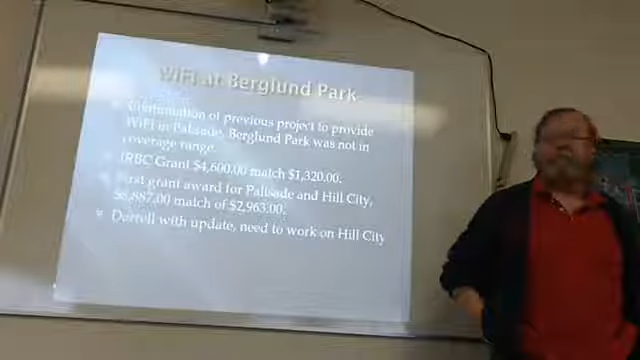 WiFi at Berglund Park
Continuation of previous project to provide
WiFi in Palisade, Berglund Park was not in
coverage range.
IRBC Grant $4,600.00 match $1,320.00.
grant award for Palisade and Hill City,
match of $2,963.00.
Derrell with update, need to work on Hill City